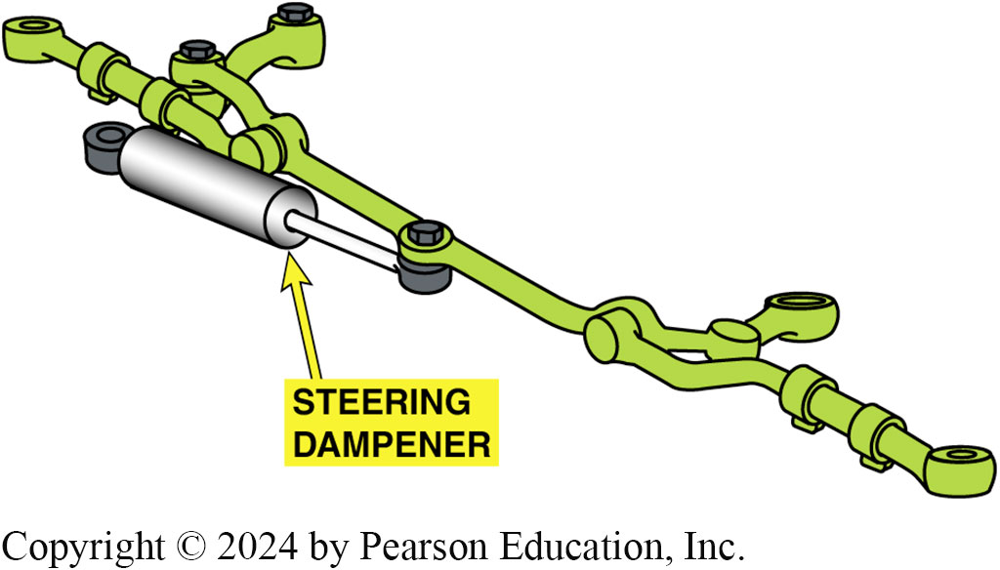 STEERING
DAMPENER
Copyright © 2024 by Pearson Education, Inc.